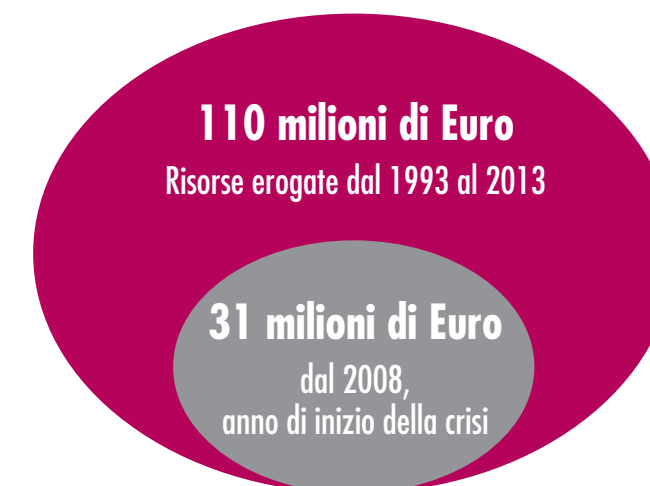 110 milioni di Euro
Risorse erogate dal 1993 al 2013
31 milioni di Euro
dal 2008,
anno di inizio della crisi